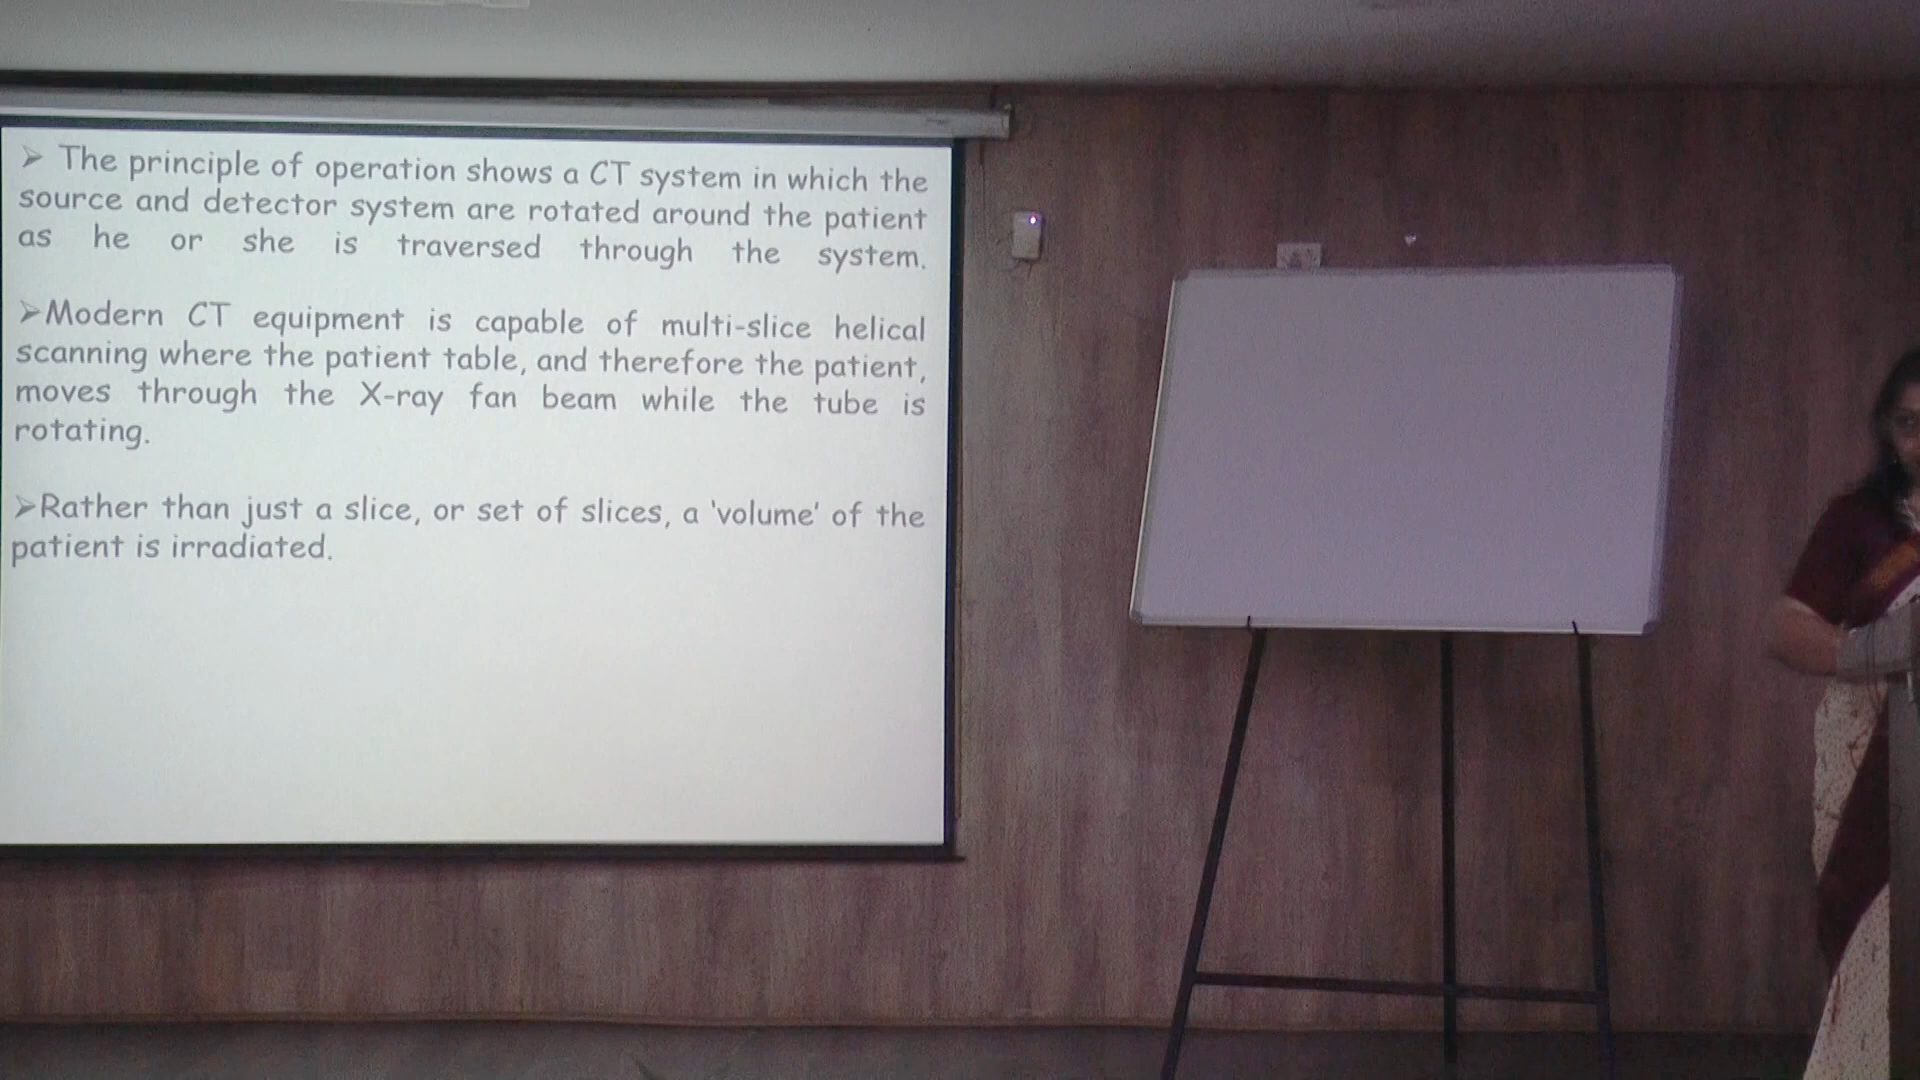 ➢ The principle of operation shows a CT system in which the
source and detector system are rotated around the patient
as he or she is traversed through the system.
➢Modern CT equipment is capable of multi-slice helical
scanning where the patient table, and therefore the patient,
moves through the X-ray fan beam while the tube is
rotating.
➢Rather than just a slice, or set of slices, a 'volume' of the
patient is irradiated.